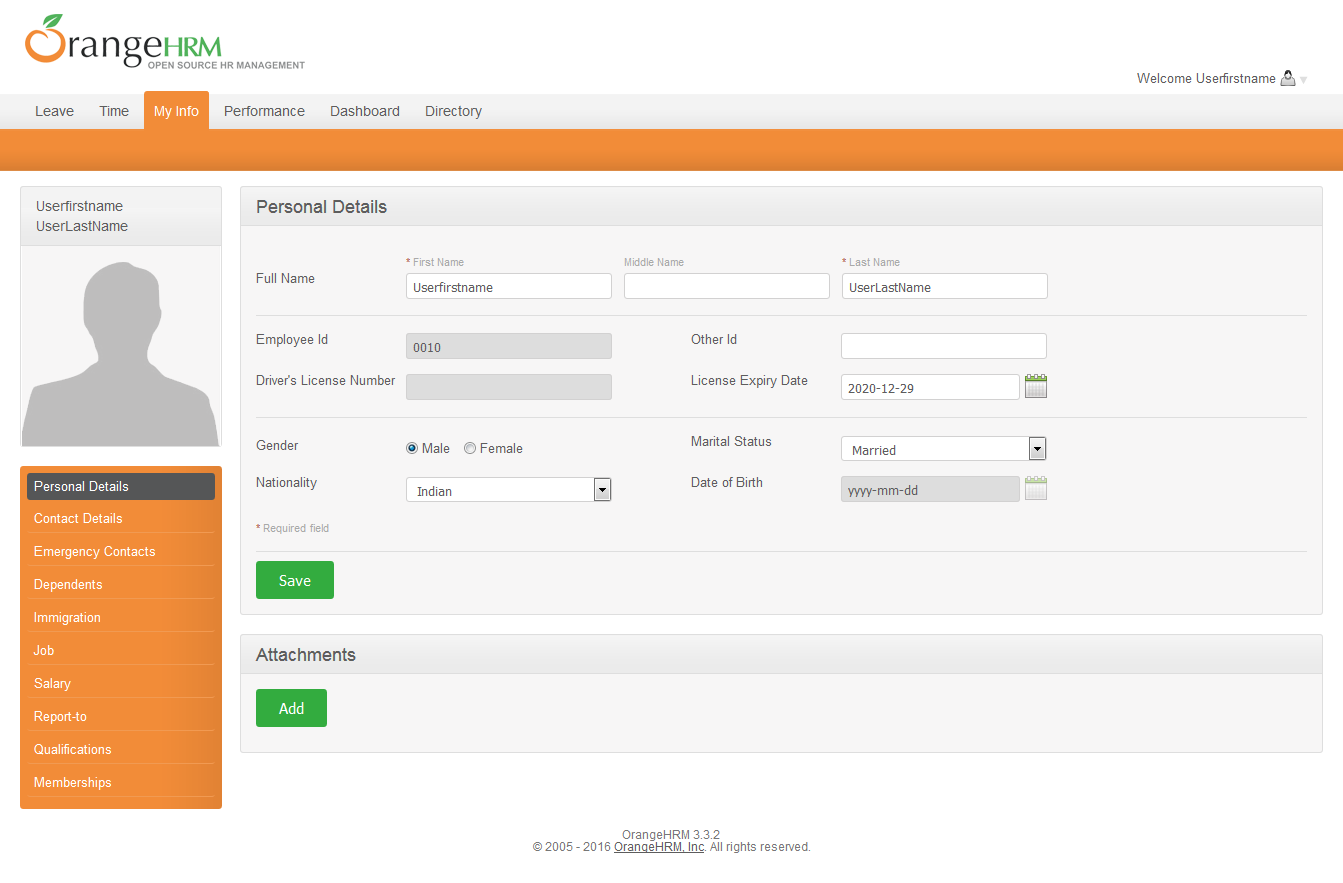 OrangeHRM
OPEN SOURCE HR MANAGEMENT
Welcome Userfirstname
Leave Time My Info Performance Dashboard Directory
Userfirstname
UserLastName
Personal Details
Contact Details
Emergency Contacts
Dependents
Immigration
Job
Salary
Report-to
Qualifications
Memberships
Personal Details
* First Name Middle Name * Last Name
Full Name Userfirstname UserLastName
Employee Id 0010 Other Id
Driver's License Number License Expiry Date 2020-12-29
Gender Male Female Marital Status Married
Nationality Indian Date of Birth yyyy-mm-dd
* Required field
Save
Attachments
Add
OrangeHRM 3.3.2
© 2005 - 2016 OrangeHRM, Inc. All rights reserved.